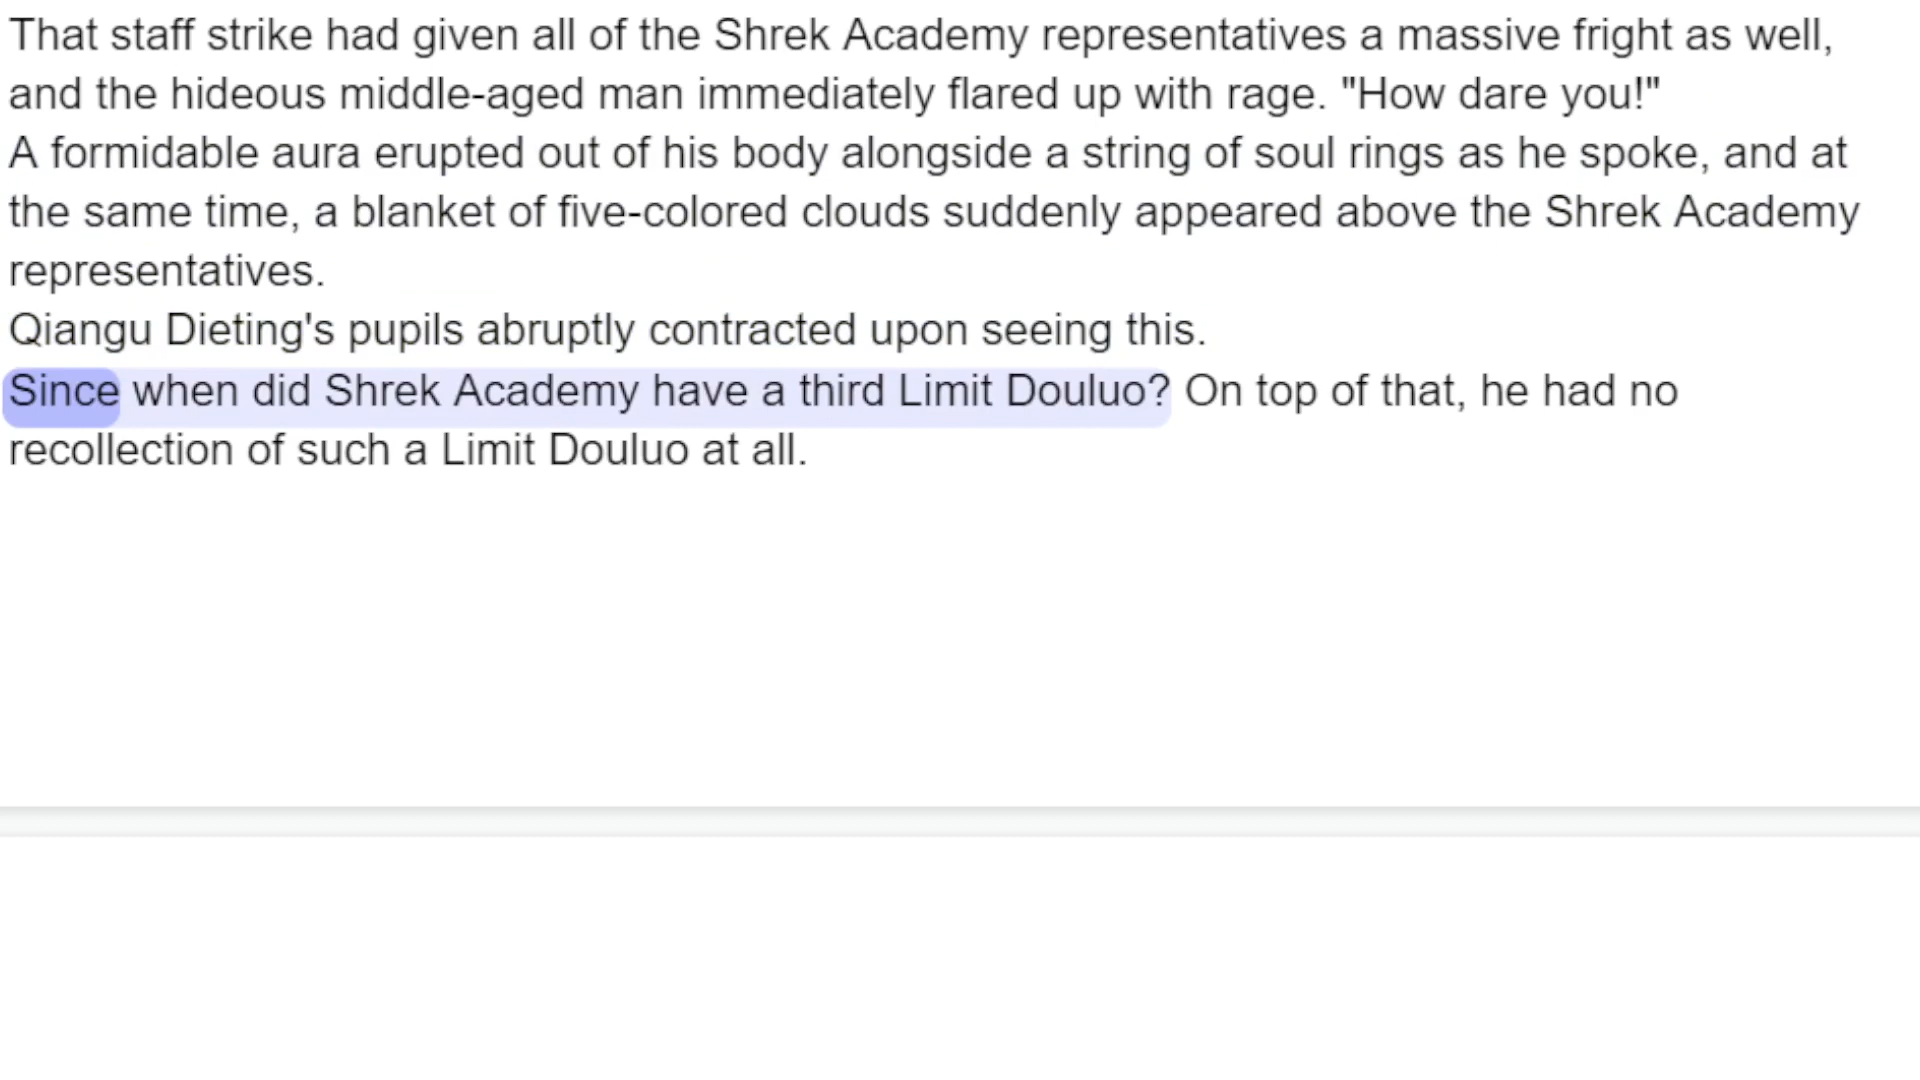 That staff strike had given all of the Shrek Academy representatives a massive fright as well,
and the hideous middle-aged man immediately flared up with rage. "How dare you!"
A formidable aura erupted out of his body alongside a string of soul rings as he spoke, and at
the same time, a blanket of five-colored clouds suddenly appeared above the Shrek Academy
representatives.
Qiangu Dieting's pupils abruptly contracted upon seeing this.
Since when did Shrek Academy have a third Limit Douluo? On top of that, he had no
recollection of such a Limit Douluo at all.